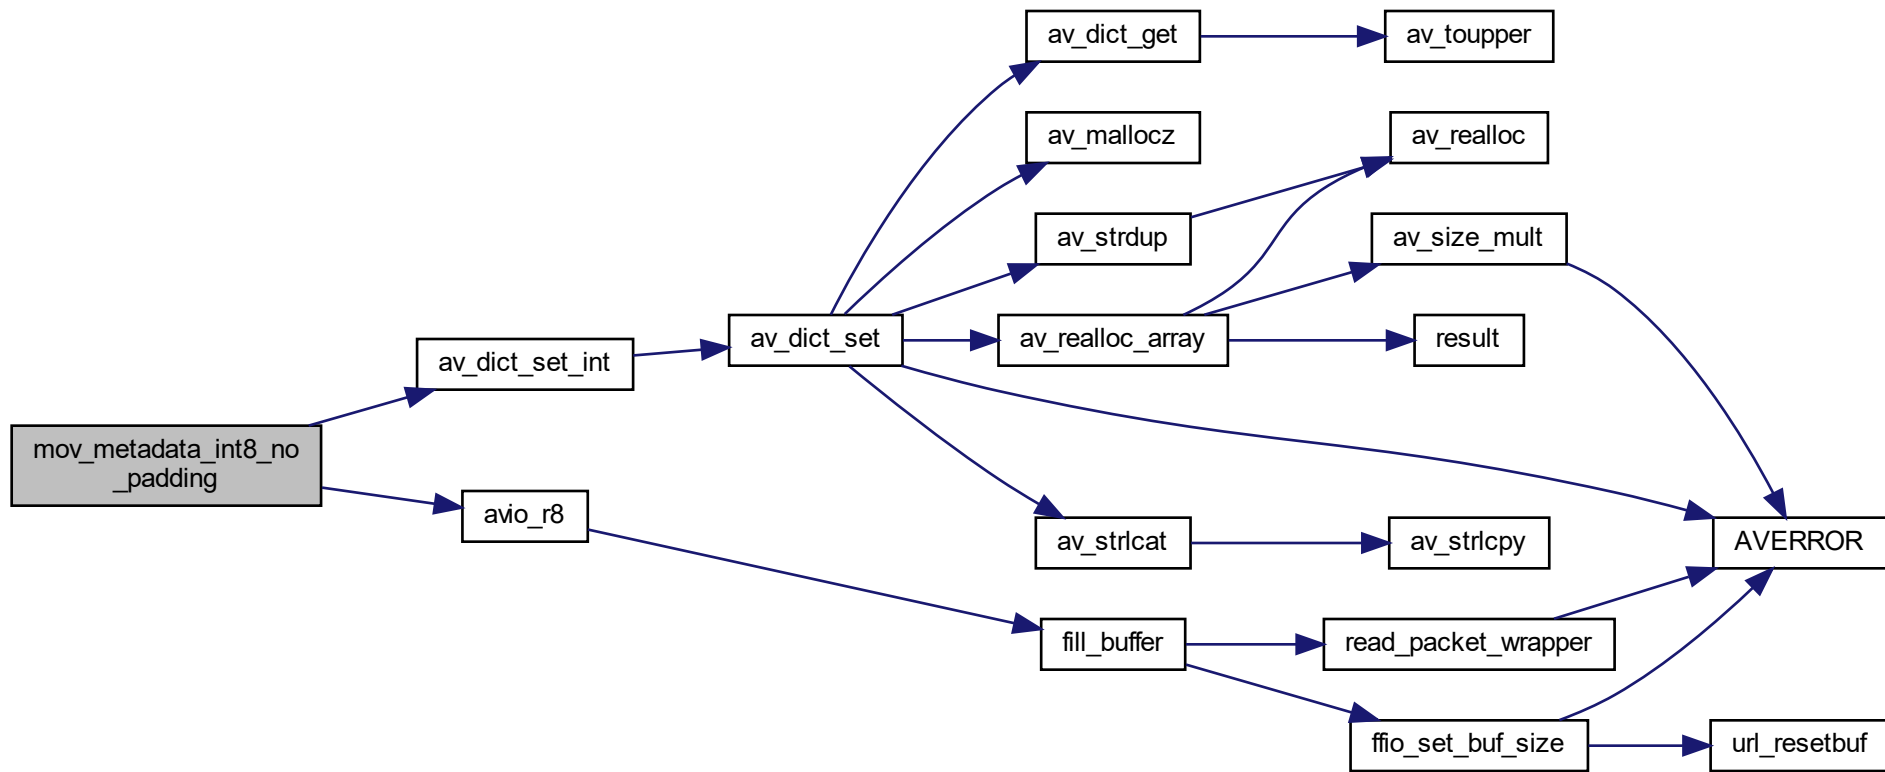 av_dict_get
av_toupper
av_mallocz
av_realloc
av_strdup
av_size_mult
av_dict_set
av_realloc_array
result
av_dict_set_int
mov_metadata_int8_no
_padding
avio_r8
av_strlcat
av_strlcpy
AVERROR
fill_buffer
read_packet_wrapper
ffio_set_buf_size
url_resetbuf